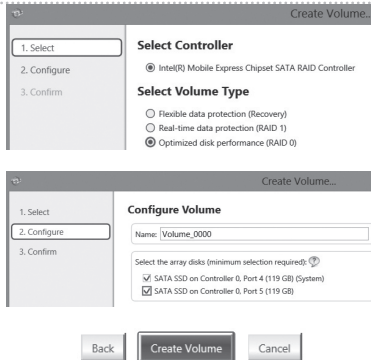 Create Volume...
1. Select
2. Configure
3. Confirm
Select Controller
Intel(R) Mobile Express Chipset SATA RAID Controller
Select Volume Type
Flexible data protection (Recovery)
Real-time data protection (RAID 1)
Optimized disk performance (RAID 0)
Create Volume...
1. Select
2. Configure
3. Confirm
Configure Volume
Name: Volume_0000
Select the array disks (minimum selection required):
SATA SSD on Controller 0, Port 4 (119 GB) (System)
SATA SSD on Controller 0, Port 5 (119 GB)
Back Create Volume Cancel